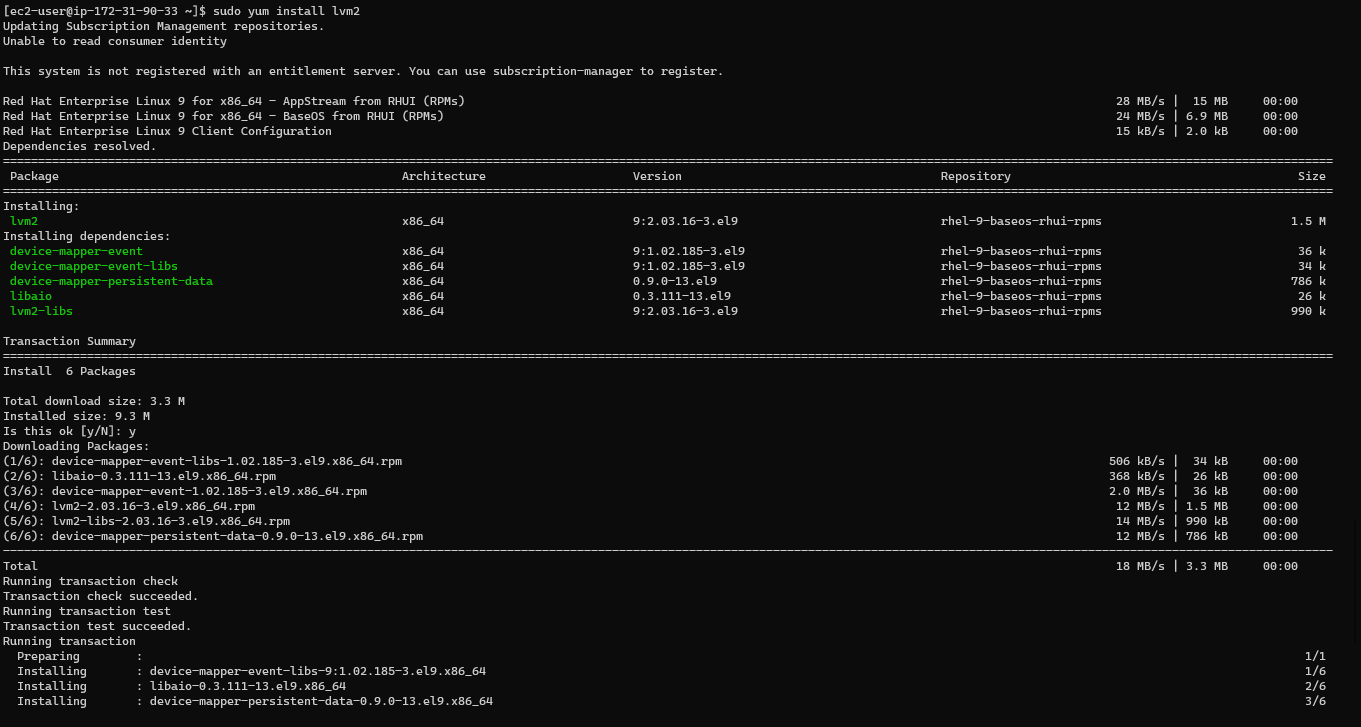 [ec2-user@ip-172-31-90-33 ~]$ sudo yum install lvm2
Updating Subscription Management repositories.
Unable to read consumer identity
This system is not registered with an entitlement server. You can use subscription-manager to register.
Red Hat Enterprise Linux 9 for x86_64 - AppStream from RHUI (RPMs) 28 MB/s | 15 MB 00:00
Red Hat Enterprise Linux 9 for x86_64 - BaseOS from RHUI (RPMs) 24 MB/s | 6.9 MB 00:00
Red Hat Enterprise Linux 9 Client Configuration 15 kB/s | 2.0 kB 00:00
Dependencies resolved.
Package Architecture Version Repository Size
Installing:
lvm2 x86_64 9:2.03.16-3.el9 rhel-9-baseos-rhui-rpms 1.5 M
Installing dependencies:
device-mapper-event x86_64 9:1.02.185-3.el9 rhel-9-baseos-rhui-rpms 36 k
device-mapper-event-libs x86_64 9:1.02.185-3.el9 rhel-9-baseos-rhui-rpms 34 k
device-mapper-persistent-data x86_64 0.9.0-13.el9 rhel-9-baseos-rhui-rpms 786 k
libaio x86_64 0.3.111-13.el9 rhel-9-baseos-rhui-rpms 26 k
lvm2-libs x86_64 9:2.03.16-3.el9 rhel-9-baseos-rhui-rpms 990 k
Transaction Summary
Install 6 Packages
Total download size: 3.3 M
Installed size: 9.3 M
Is this ok [y/N]: y
Downloading Packages:
(1/6): device-mapper-event-libs-1.02.185-3.el9.x86_64.rpm 506 kB/s | 34 kB 00:00
(2/6): libaio-0.3.111-13.el9.x86_64.rpm 368 kB/s | 26 kB 00:00
(3/6): device-mapper-event-1.02.185-3.el9.x86_64.rpm 2.0 MB/s | 36 kB 00:00
(4/6): lvm2-2.03.16-3.el9.x86_64.rpm 12 MB/s | 1.5 MB 00:00
(5/6): lvm2-libs-2.03.16-3.el9.x86_64.rpm 14 MB/s | 990 kB 00:00
(6/6): device-mapper-persistent-data-0.9.0-13.el9.x86_64.rpm 12 MB/s | 786 kB 00:00
Total 18 MB/s | 3.3 MB 00:00
Running transaction check
Transaction check succeeded.
Running transaction test
Transaction test succeeded.
Running transaction
Preparing : 1/1
Installing : device-mapper-event-libs-9:1.02.185-3.el9.x86_64 1/6
Installing : libaio-0.3.111-13.el9.x86_64 2/6
Installing : device-mapper-persistent-data-0.9.0-13.el9.x86_64 3/6